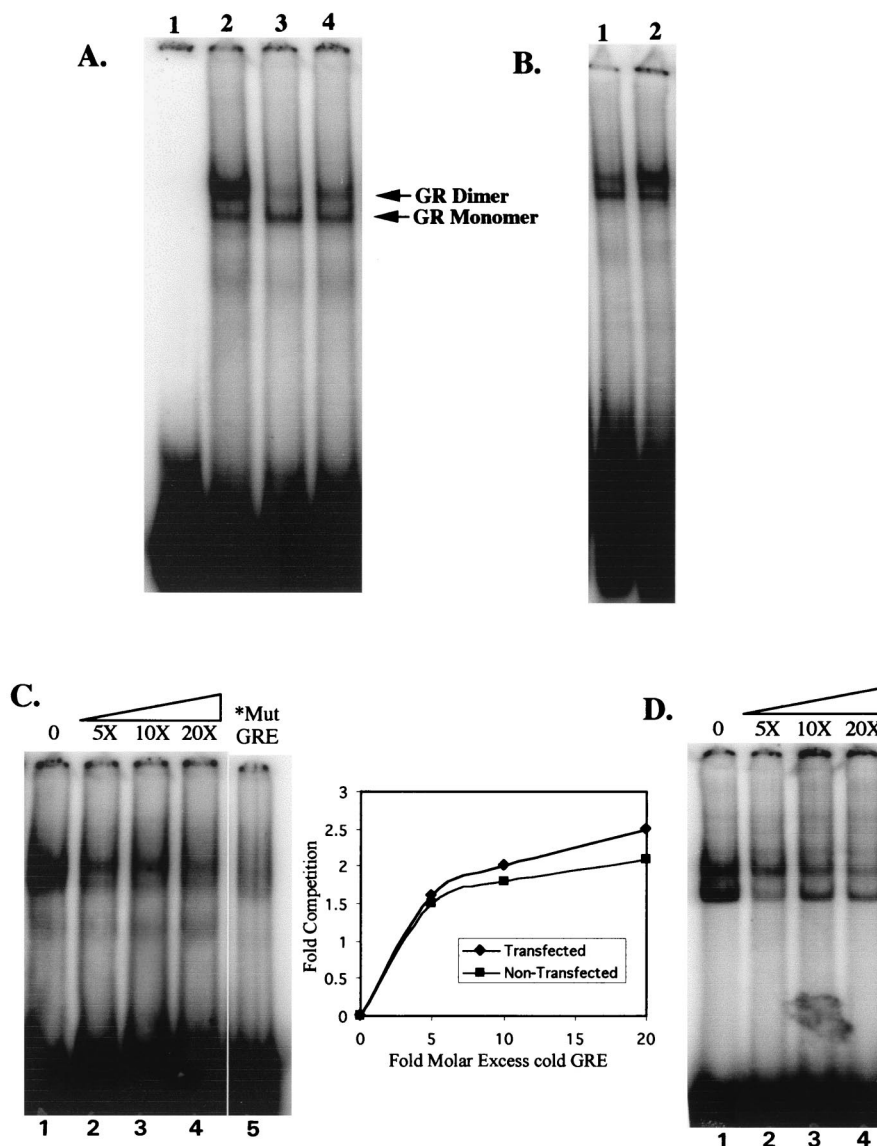 A.
1 2 3 4
GR Dimer
GR Monomer
B.
1 2
C.
0 5X 10X 20X
*Mut
GRE
1 2 3 4 5
Fold Competition
3
2.5
2
1.5
1
0.5
0
Transfected
Non-Transfected
0 5 10 15 20
Fold Molar Excess cold GRE
D.
0 5X 10X 20X
1 2 3 4